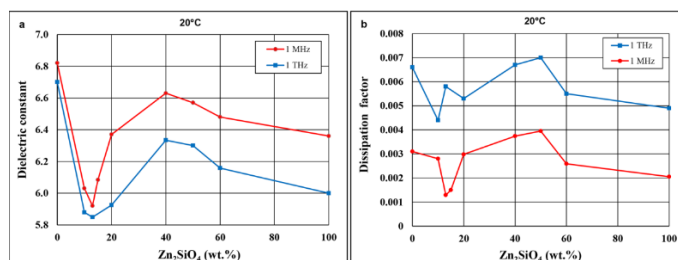 a
20°C
7.0
6.8
6.6
6.4
6.2
6.0
5.8
Dielectric constant
1 MHz
1 THz
0
20
40
60
80
100
Zn2SiO4 (wt.%)
b
20°C
0.008
0.007
0.006
0.005
0.004
0.003
0.002
0.001
0
Dissipation factor
1 THz
1 MHz
0
20
40
60
80
100
Zn2SiO4 (wt.%)